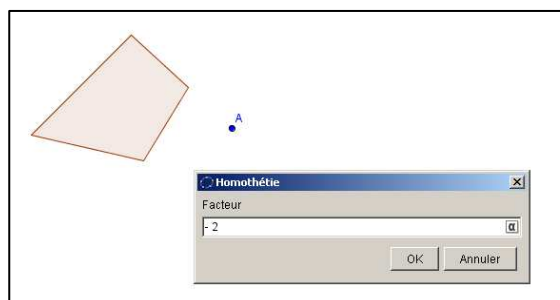 A
Homothétie
Facteur
- 2
α
OK Annuler